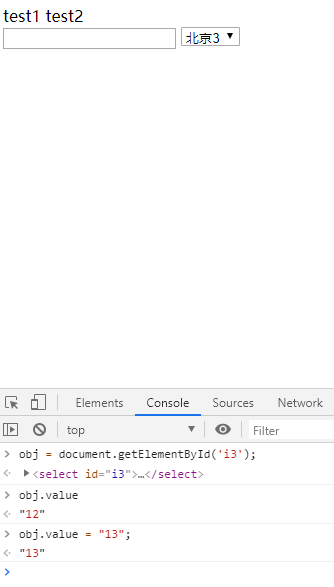 test1 test2
北京3
Elements Console Sources Network
top Filter
obj = document.getElementById('i3');
<select id="i3">…</select>
obj.value
"12"
obj.value = "13";
"13"